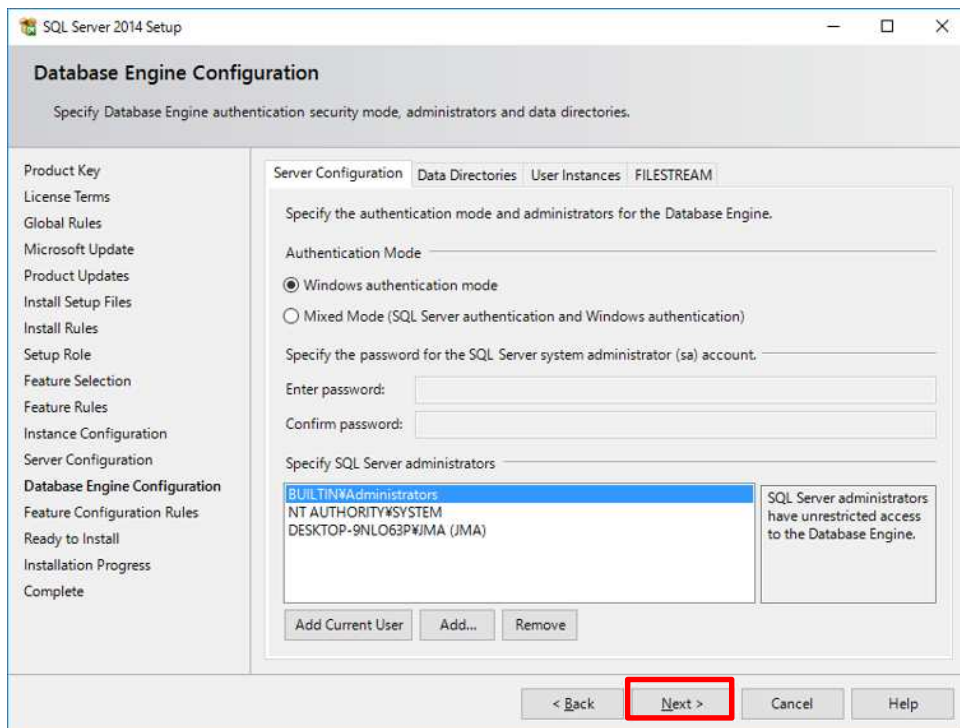 SQL Server 2014 Setup
Database Engine Configuration
Specify Database Engine authentication security mode, administrators and data directories.
Product Key
License Terms
Global Rules
Microsoft Update
Product Updates
Install Setup Files
Install Rules
Setup Role
Feature Selection
Feature Rules
Instance Configuration
Server Configuration
Database Engine Configuration
Feature Configuration Rules
Ready to Install
Installation Progress
Complete
Server Configuration Data Directories User Instances FILESTREAM
Specify the authentication mode and administrators for the Database Engine.
Authentication Mode
Windows authentication mode
Mixed Mode (SQL Server authentication and Windows authentication)
Specify the password for the SQL Server system administrator (sa) account.
Enter password:
Confirm password:
Specify SQL Server administrators
BUILTIN¥Administrators
NT AUTHORITY¥SYSTEM
DESKTOP-9NLO63P¥JMA (JMA)
SQL Server administrators
have unrestricted access
to the Database Engine.
Add Current User Add... Remove
< Back Next > Cancel Help